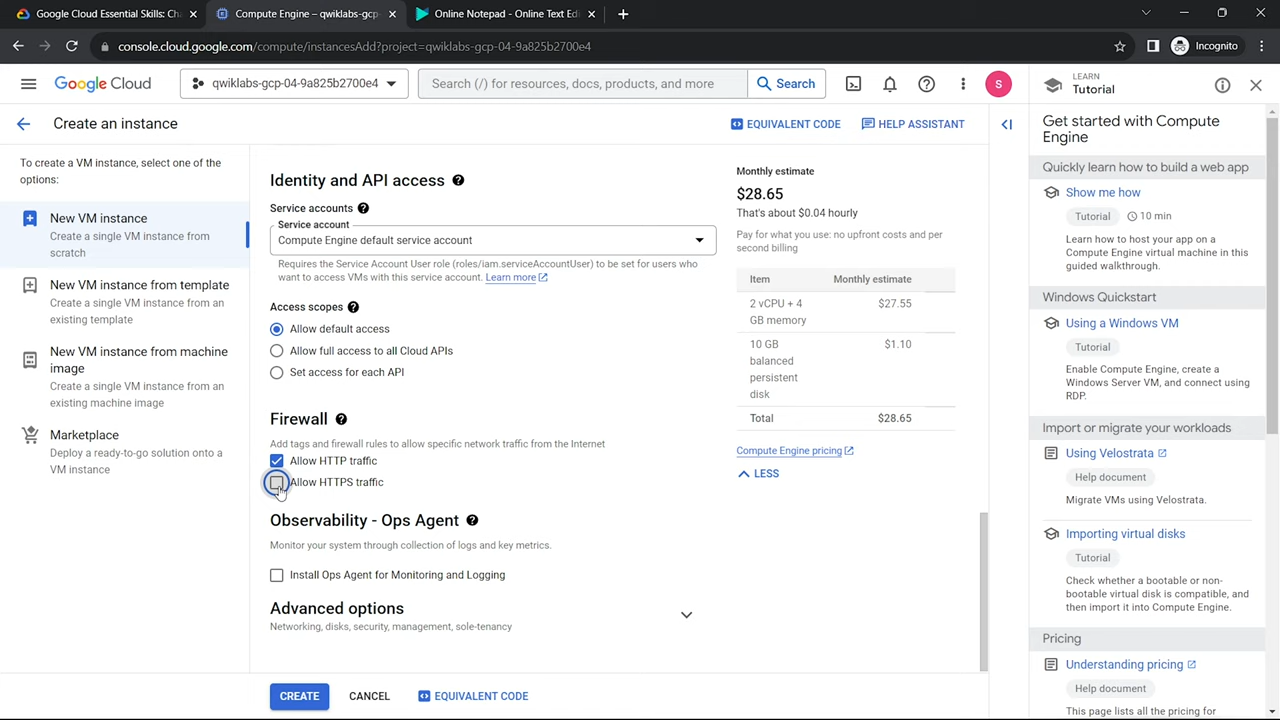 Google Cloud Essential Skills: Cha
Compute Engine – qwiklabs-gcp
Online Notepad - Online Text Edi
console.cloud.google.com/compute/instancesAdd?project=qwiklabs-gcp-04-9a825b2700e4
Incognito
Google Cloud
qwiklabs-gcp-04-9a825b2700e4
Search (/) for resources, docs, products, and more
Search
S
LEARN
Tutorial
Create an instance
EQUIVALENT CODE
HELP ASSISTANT
To create a VM instance, select one of the
options:
New VM instance
Create a single VM instance from
scratch
New VM instance from template
Create a single VM instance from an
existing template
New VM instance from machine
image
Create a single VM instance from an
existing machine image
Marketplace
Deploy a ready-to-go solution onto a
VM instance
Identity and API access
Service accounts
Service account
Compute Engine default service account
Requires the Service Account User role (roles/iam.serviceAccountUser) to be set for users who
want to access VMs with this service account. Learn more
Access scopes
Allow default access
Allow full access to all Cloud APIs
Set access for each API
Firewall
Add tags and firewall rules to allow specific network traffic from the Internet
Allow HTTP traffic
Allow HTTPS traffic
Observability - Ops Agent
Monitor your system through collection of logs and key metrics.
Install Ops Agent for Monitoring and Logging
Advanced options
Networking, disks, security, management, sole-tenancy
CREATE
CANCEL
EQUIVALENT CODE
Monthly estimate
$28.65
That's about $0.04 hourly
Pay for what you use: no upfront costs and per
second billing
Item Monthly estimate
2 vCPU + 4 $27.55
GB memory
10 GB $1.10
balanced
persistent
disk
Total $28.65
Compute Engine pricing
LESS
Get started with Compute
Engine
Quickly learn how to build a web app
Show me how
Tutorial 10 min
Learn how to host your app on a
Compute Engine virtual machine in this
guided walkthrough.
Windows Quickstart
Using a Windows VM
Tutorial
Enable Compute Engine, create a
Windows Server VM, and connect using
RDP.
Import or migrate your workloads
Using Velostrata
Help document
Migrate VMs using Velostrata.
Importing virtual disks
Tutorial
Check whether a bootable or non-
bootable virtual disk is compatible, and
then import it into Compute Engine.
Pricing
Understanding pricing
Help document
This page lists all the pricing for